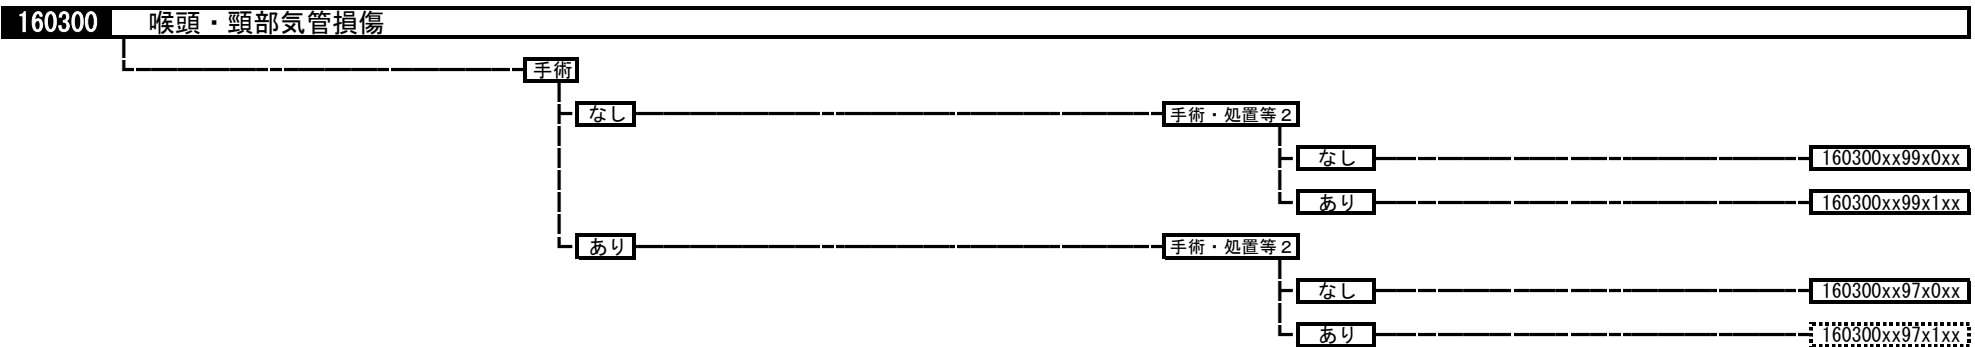 160300 喉頭・頸部気管損傷
手術
なし 手術・処置等2
なし 160300xx99x0xx
あり 160300xx99x1xx
あり 手術・処置等2
なし 160300xx97x0xx
あり 160300xx97x1xx